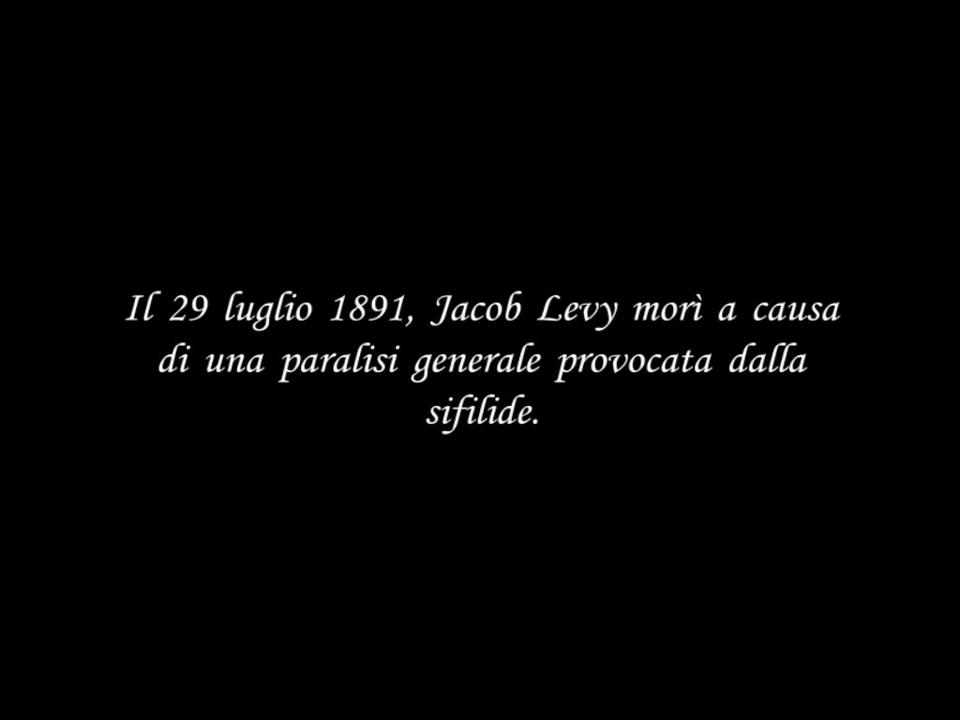 Il 29 luglio 1891, Jacob Levy morì a causa
di una paralisi generale provocata dalla
sifilide.